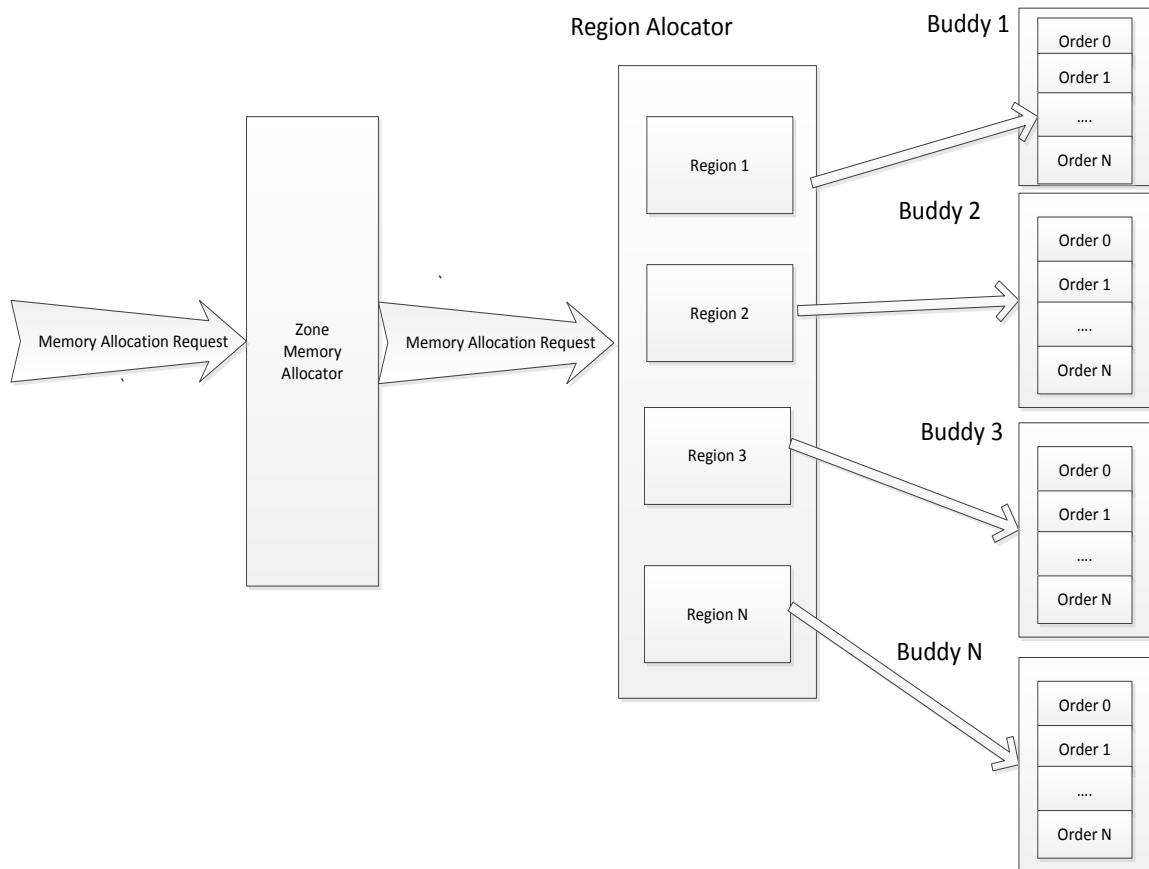 Region Alocator
Buddy 1
Order 0
Order 1
....
Order N
Region 1
Buddy 2
Order 0
Order 1
....
Order N
Region 2
Memory Allocation Request
Zone
Memory
Allocator
Memory Allocation Request
Buddy 3
Order 0
Order 1
....
Order N
Region 3
Region N
Buddy N
Order 0
Order 1
....
Order N